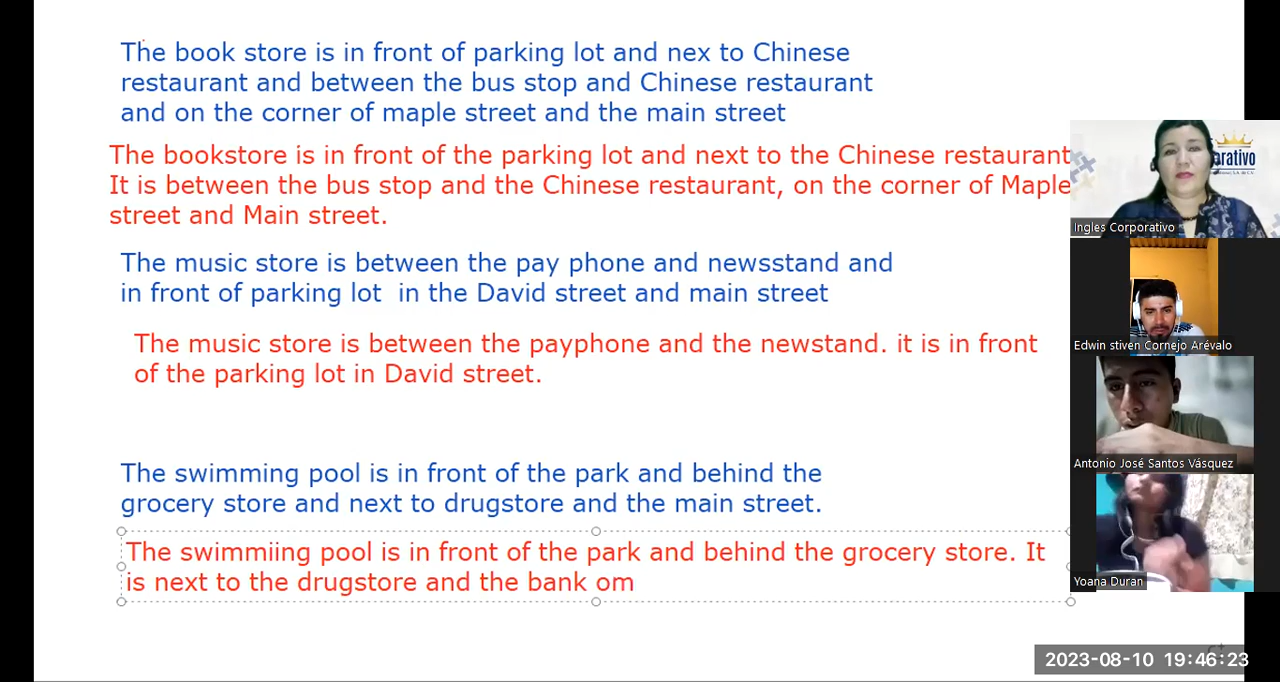 The book store is in front of parking lot and nex to Chinese
restaurant and between the bus stop and Chinese restaurant
and on the corner of maple street and the main street
The bookstore is in front of the parking lot and next to the Chinese restaurant
It is between the bus stop and the Chinese restaurant, on the corner of Maple
street and Main street.
The music store is between the pay phone and newsstand and
in front of parking lot  in the David street and main street
The music store is between the payphone and the newstand. it is in front
of the parking lot in David street.
The swimming pool is in front of the park and behind the
grocery store and next to drugstore and the main street.
The swimmiing pool is in front of the park and behind the grocery store. It
is next to the drugstore and the bank om
Ingles Corporativo
Edwin stiven Cornejo Arévalo
Antonio José Santos Vásquez
Yoana Duran
2023-08-10 19:46:23